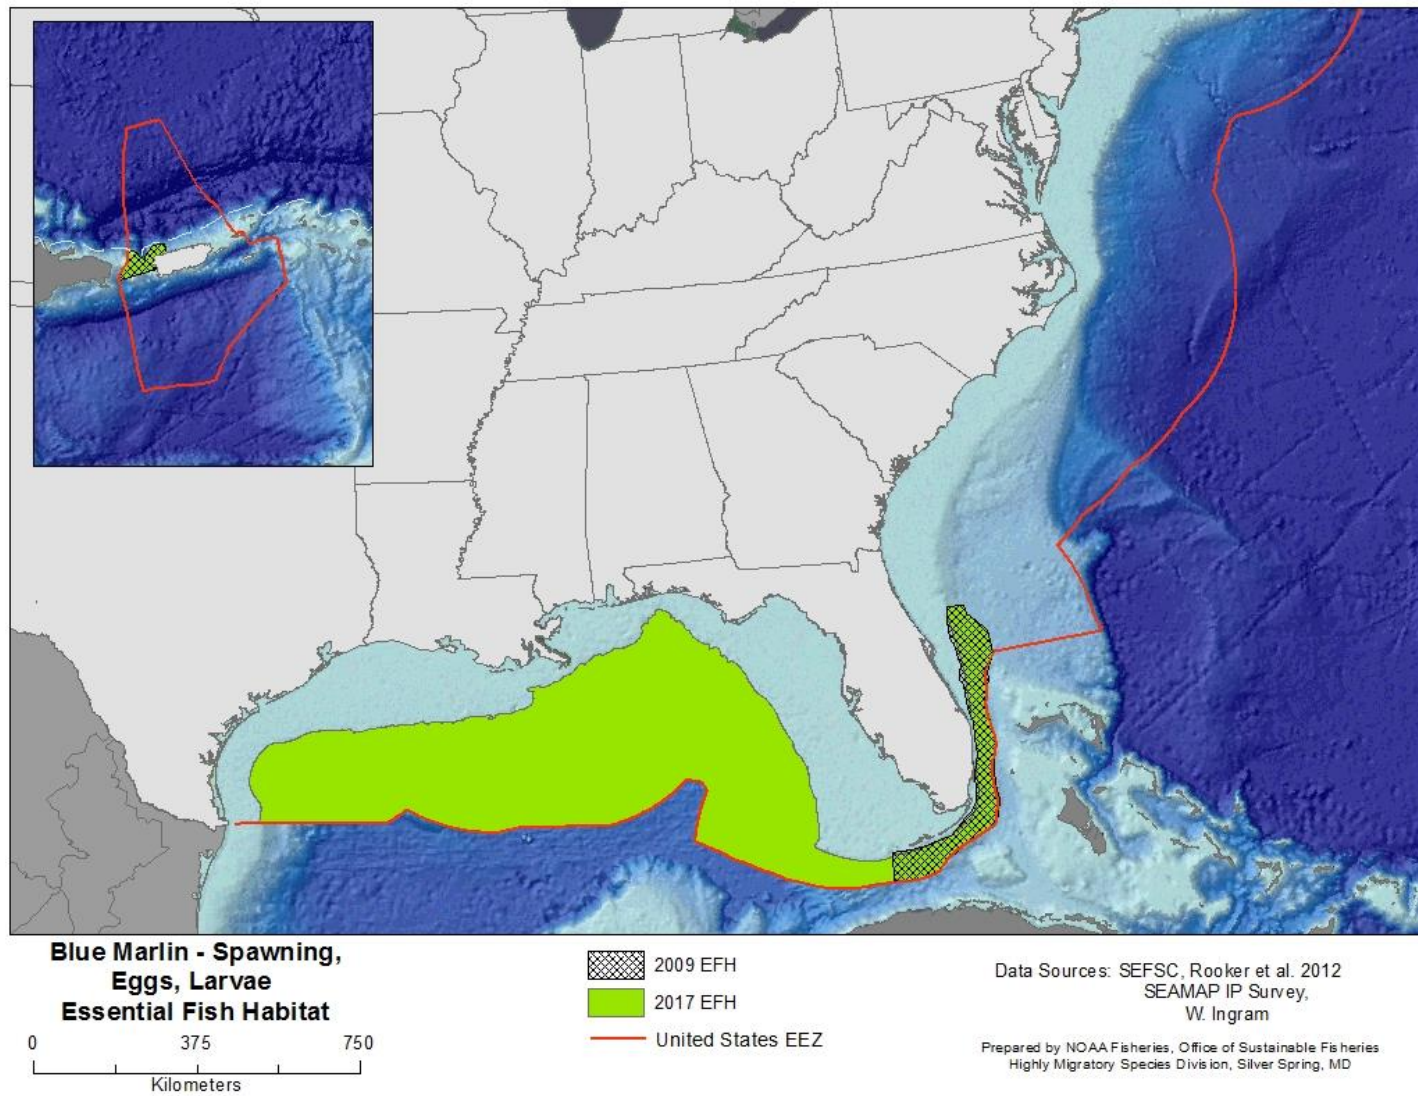 Blue Marlin - Spawning,
Eggs, Larvae
Essential Fish Habitat
0 375 750
Kilometers
2009 EFH
2017 EFH
United States EEZ
Data Sources: SEFSC, Rooker et al. 2012
SEAMAP IP Survey,
W. Ingram
Prepared by NOAA Fisheries, Office of Sustainable Fisheries
Highly Migratory Species Division, Silver Spring, MD